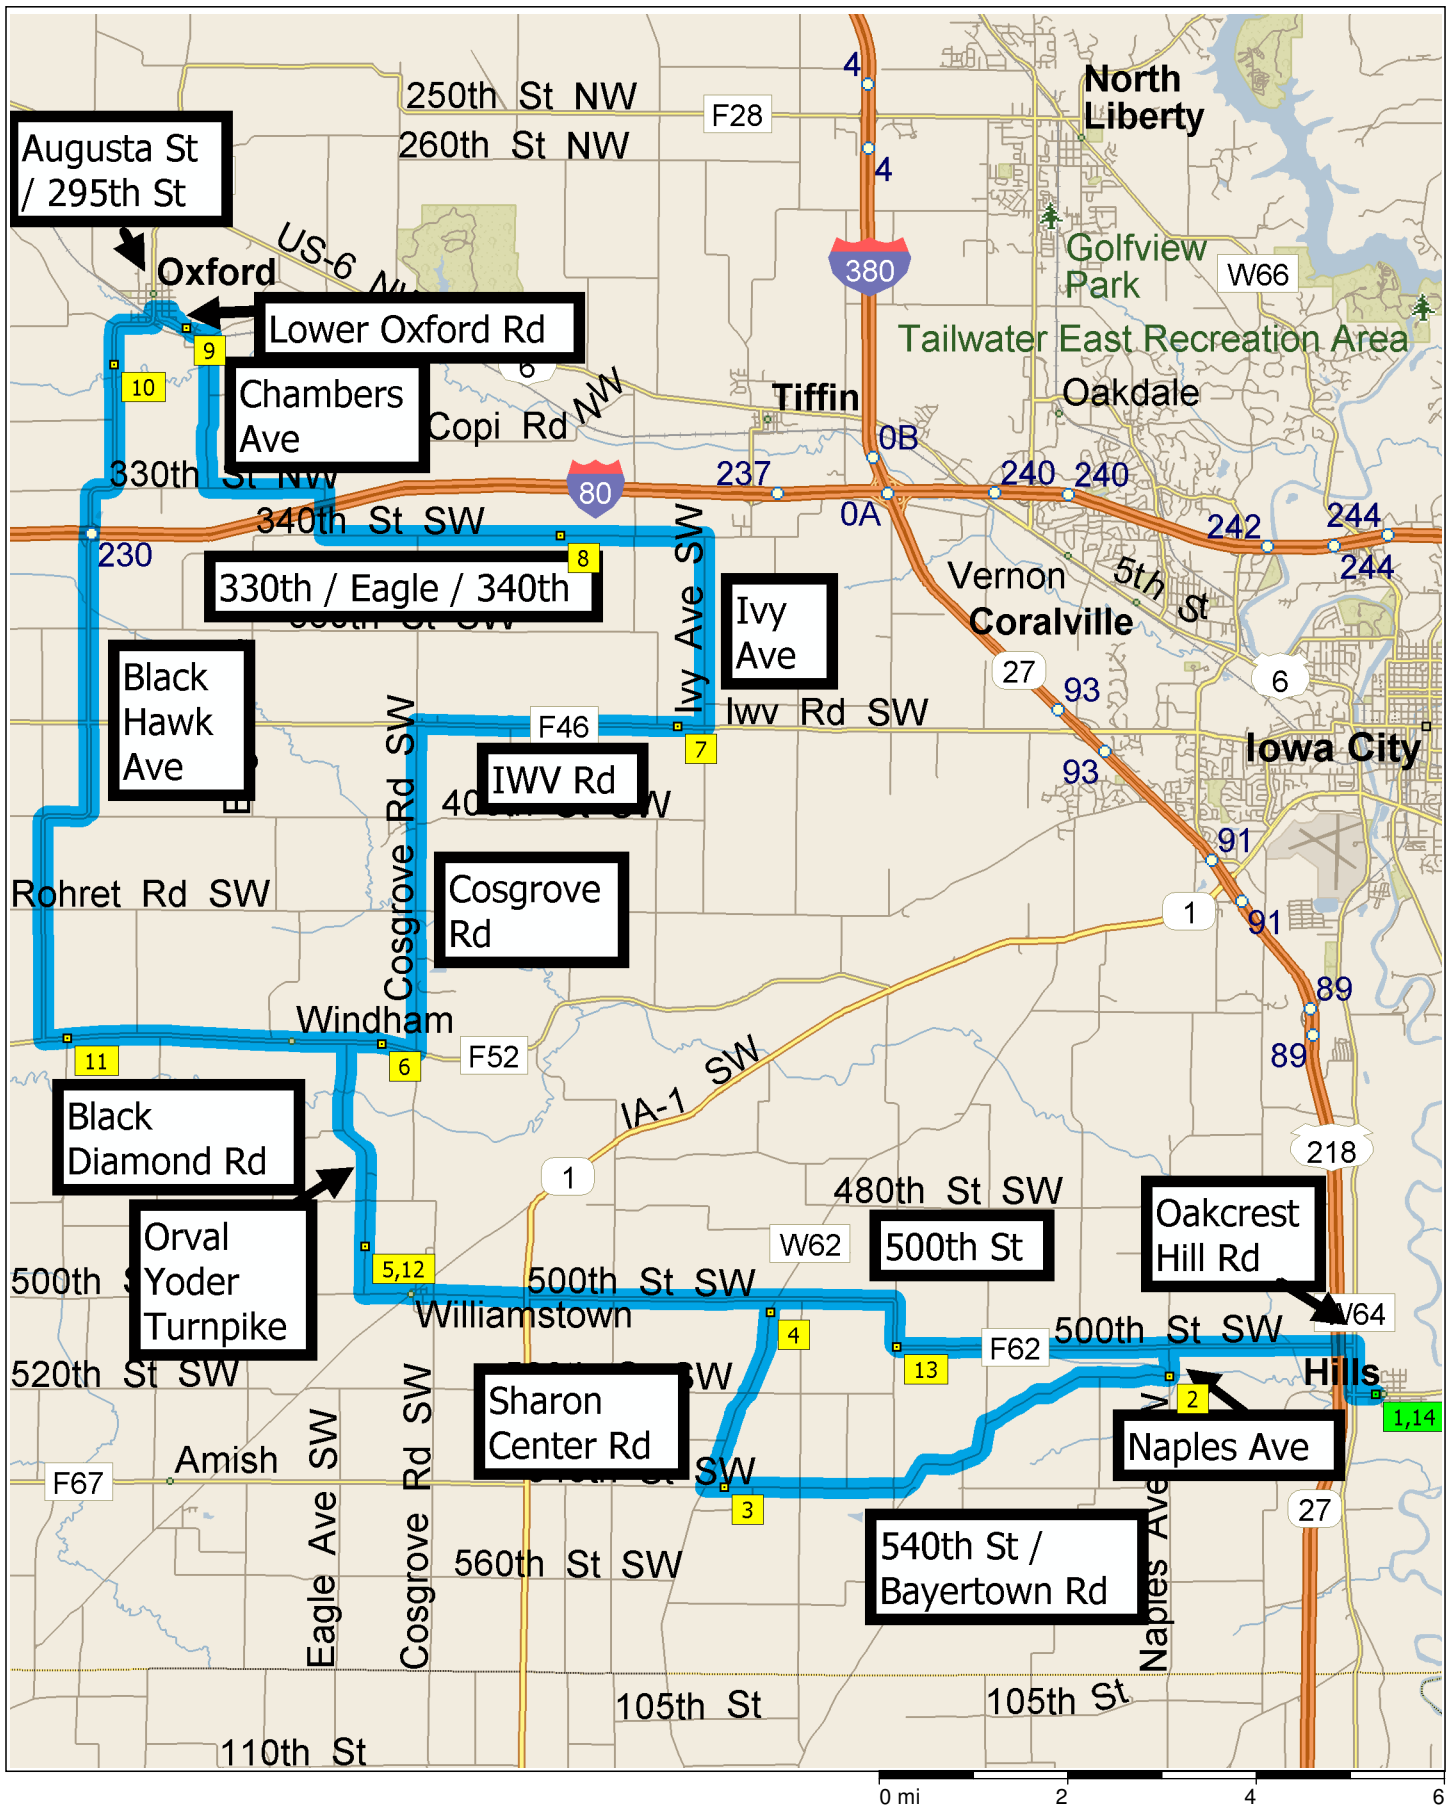 4
North
Liberty
250th St NW
F28
260th St NW
4
Augusta St
/ 295th St
US-6
Oxford
380
Golfview
Park
W66
Lower Oxford Rd
Tailwater East Recreation Area
9
6
10
Chambers
Ave
Copi Rd NW
Tiffin
Oakdale
0B
330th St NW
80
237
0A
240
240
340th St SW
242
244
244
230
8
330th / Eagle / 340th
Ivy Ave SW
Ivy
Ave
Vernon
5th St
Coralville
27
6
Black
Hawk
Ave
93
93
Cosgrove Rd SW
F46
7
Iwv Rd SW
Iowa City
IWV Rd
91
Rohret Rd SW
Cosgrove
Rd
1
91
89
89
Windham
11
6
F52
Black
Diamond Rd
IA-1 SW
1
218
Orval
Yoder
Turnpike
480th St SW
W62
500th St
Oakcrest
Hill Rd
5,12
500th
500th St SW
Williamstown
4
13
F62
500th St SW
W64
Hills
520th St SW
Sharon
Center Rd
2
1,14
Naples Ave
Eagle Ave SW
Cosgrove Rd SW
Amish
F67
SW
3
27
540th St /
Bayertown Rd
Naples Ave
560th St SW
105th St
105th St
110th St
0 mi 2 4 6